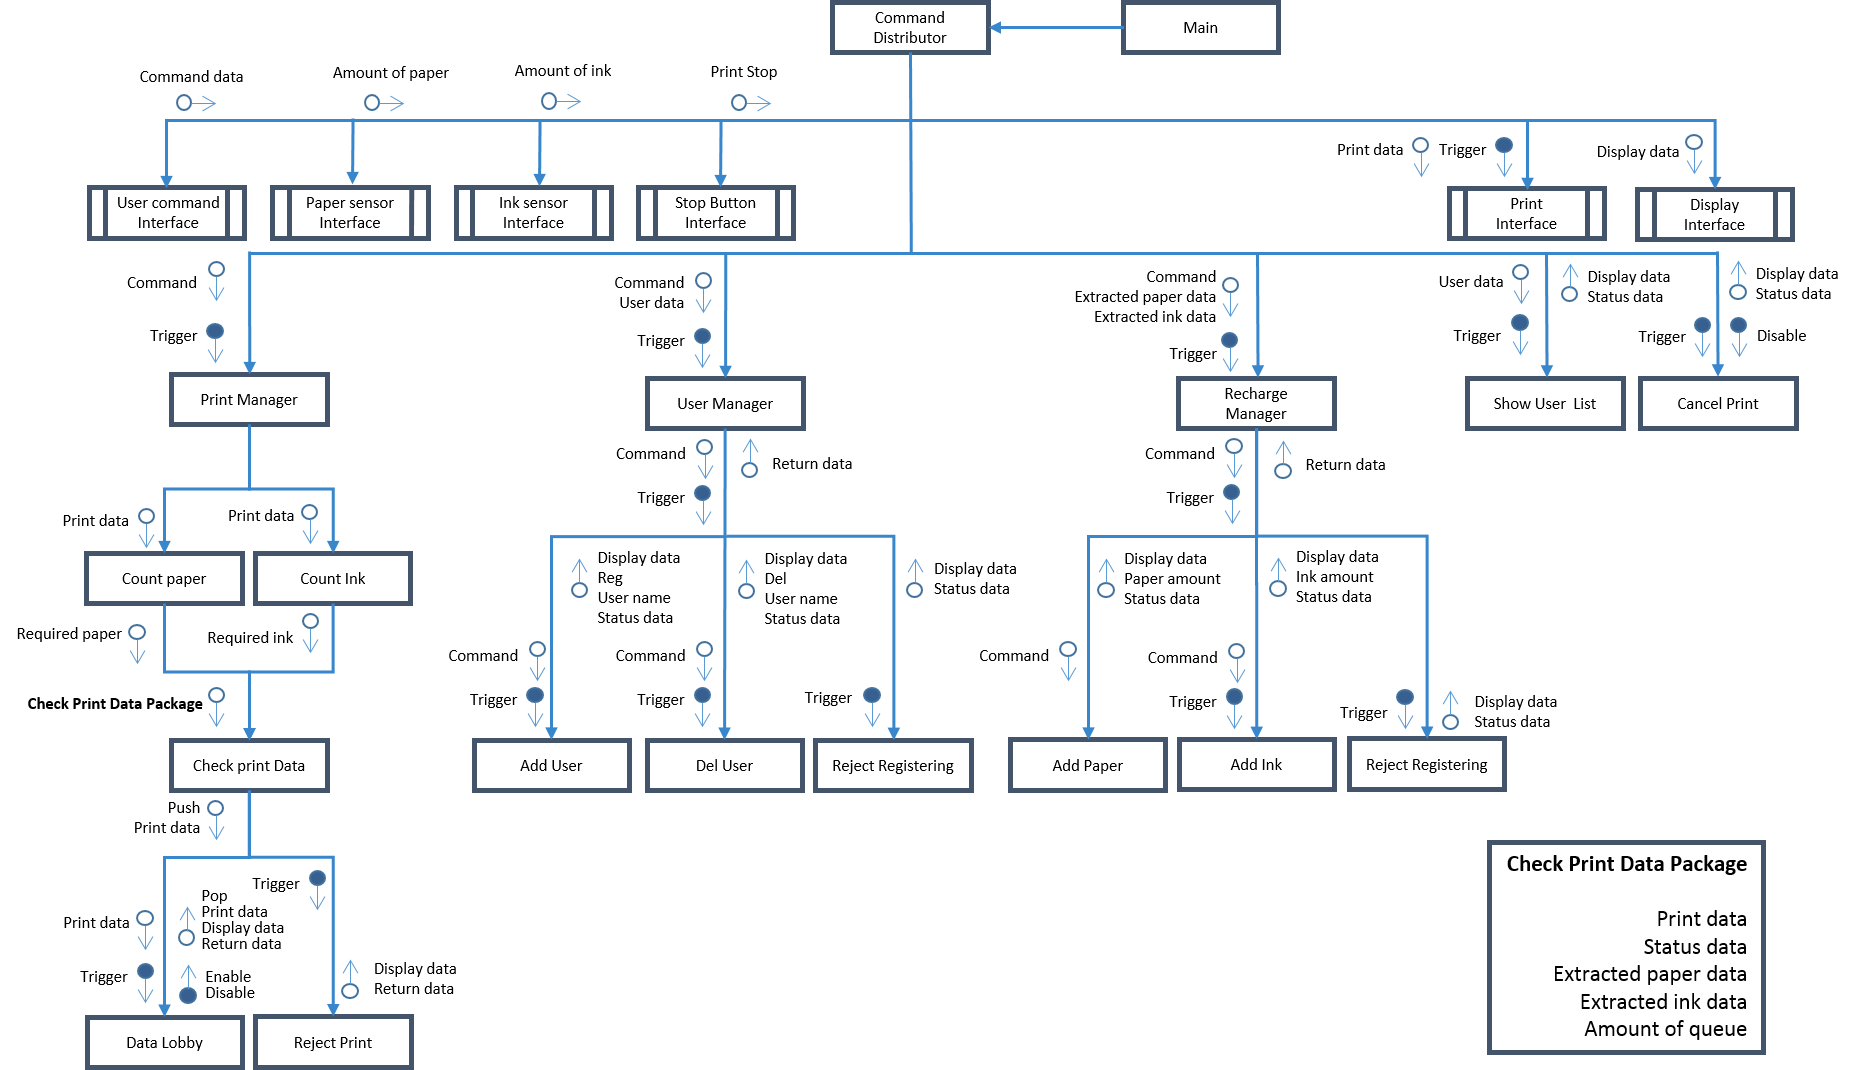 Command
Distributor
Main
Command data
Amount of paper
Amount of ink
Print Stop
Print data
Trigger
Display data
User command
Interface
Paper sensor
Interface
Ink sensor
Interface
Stop Button
Interface
Print
Interface
Display
Interface
Command
Trigger
Command
User data
Trigger
Command
Extracted paper data
Extracted ink data
Trigger
User data
Trigger
Display data
Status data
Trigger
Display data
Status data
Disable
Print Manager
User Manager
Recharge
Manager
Show User List
Cancel Print
Command
Trigger
Return data
Command
Trigger
Return data
Print data
Print data
Count paper
Count Ink
Required paper
Required ink
Check Print Data Package
Display data
Reg
User name
Status data
Display data
Del
User name
Status data
Display data
Status data
Command
Trigger
Command
Trigger
Trigger
Display data
Paper amount
Status data
Display data
Ink amount
Status data
Command
Command
Trigger
Trigger
Display data
Status data
Check print Data
Add User
Del User
Reject Registering
Add Paper
Add Ink
Reject Registering
Push
Print data
Trigger
Print data
Trigger
Pop
Print data
Display data
Return data
Enable
Disable
Display data
Return data
Data Lobby
Reject Print
Check Print Data Package
Print data
Status data
Extracted paper data
Extracted ink data
Amount of queue